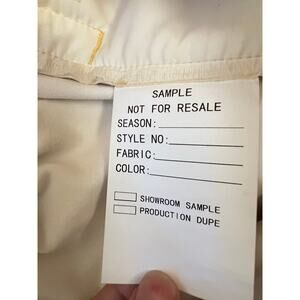 SAMPLE
NOT FOR RESALE
SEASON:
STYLE NO:
FABRIC:
COLOR:
SHOWROOM SAMPLE
PRODUCTION DUPE